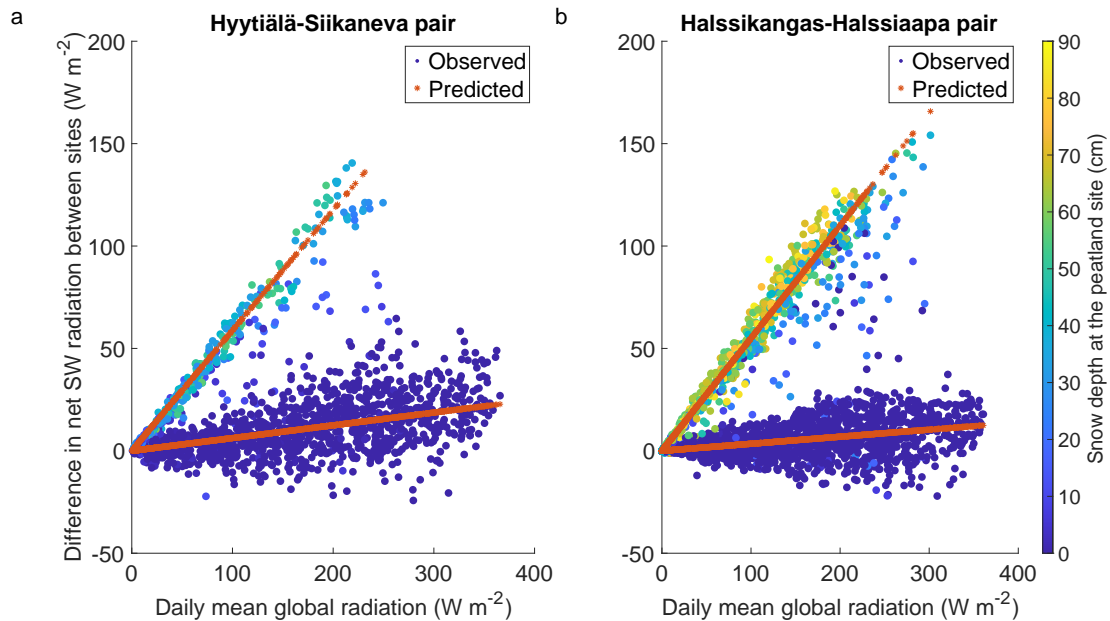 a
Hyytiälä-Siikaneva pair
b
Halssikangas-Halssiaapa pair
Difference in net SW radiation between sites (W m⁻²)
200
150
100
50
0
-50
Observed
Predicted
0 100 200 300 400
Daily mean global radiation (W m⁻²)
200
150
100
50
0
-50
Observed
Predicted
0 100 200 300 400
Daily mean global radiation (W m⁻²)
90
80
70
60
50
40
30
20
10
0
Snow depth at the peatland site (cm)